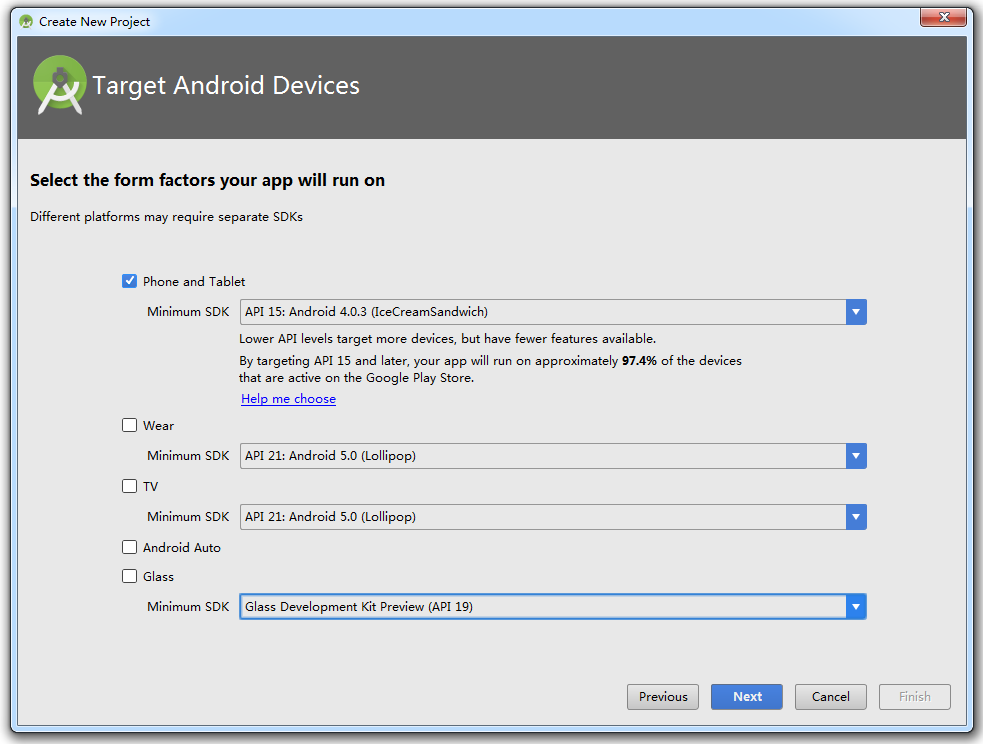 Create New Project
Target Android Devices
Select the form factors your app will run on
Different platforms may require separate SDKs
Phone and Tablet
Minimum SDK API 15: Android 4.0.3 (IceCreamSandwich)
Lower API levels target more devices, but have fewer features available.
By targeting API 15 and later, your app will run on approximately 97.4% of the devices
that are active on the Google Play Store.
Help me choose
Wear
Minimum SDK API 21: Android 5.0 (Lollipop)
TV
Minimum SDK API 21: Android 5.0 (Lollipop)
Android Auto
Glass
Minimum SDK Glass Development Kit Preview (API 19)
Previous Next Cancel Finish